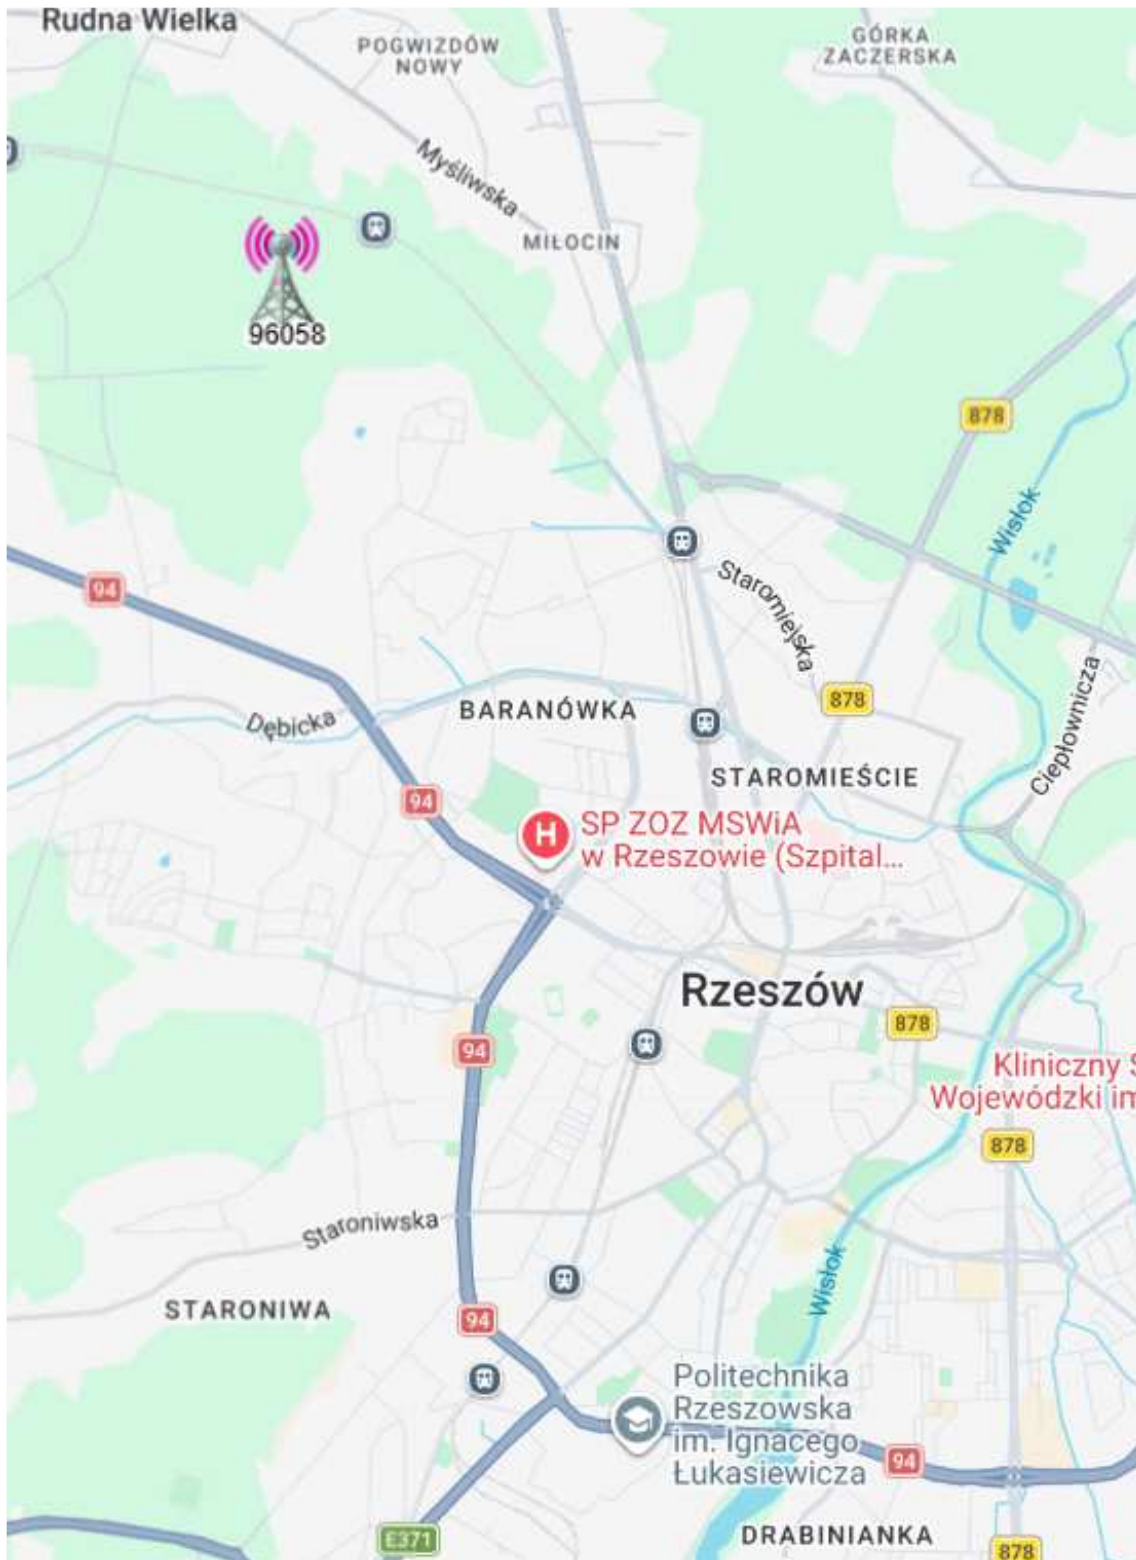 Rudna Wielka
POGWIZDÓW
NOWY
GÓRKA
ZACZERSKA
Myśliwska
MIŁOCIN
96058
878
Wisłok
94
Staromiejska
878
Ciepłownicza
BARANÓWKA
Dębicka
STAROMIEŚCIE
94
H
SP ZOZ MSWiA
w Rzeszowie (Szpital...
Rzeszów
878
94
Kliniczny S
Wojewódzki im
878
Staroniwska
Wisłok
STARONIWA
94
Politechnika
Rzeszowska
im. Ignacego
Łukasiewicza
94
E371
DRABINIANKA
878